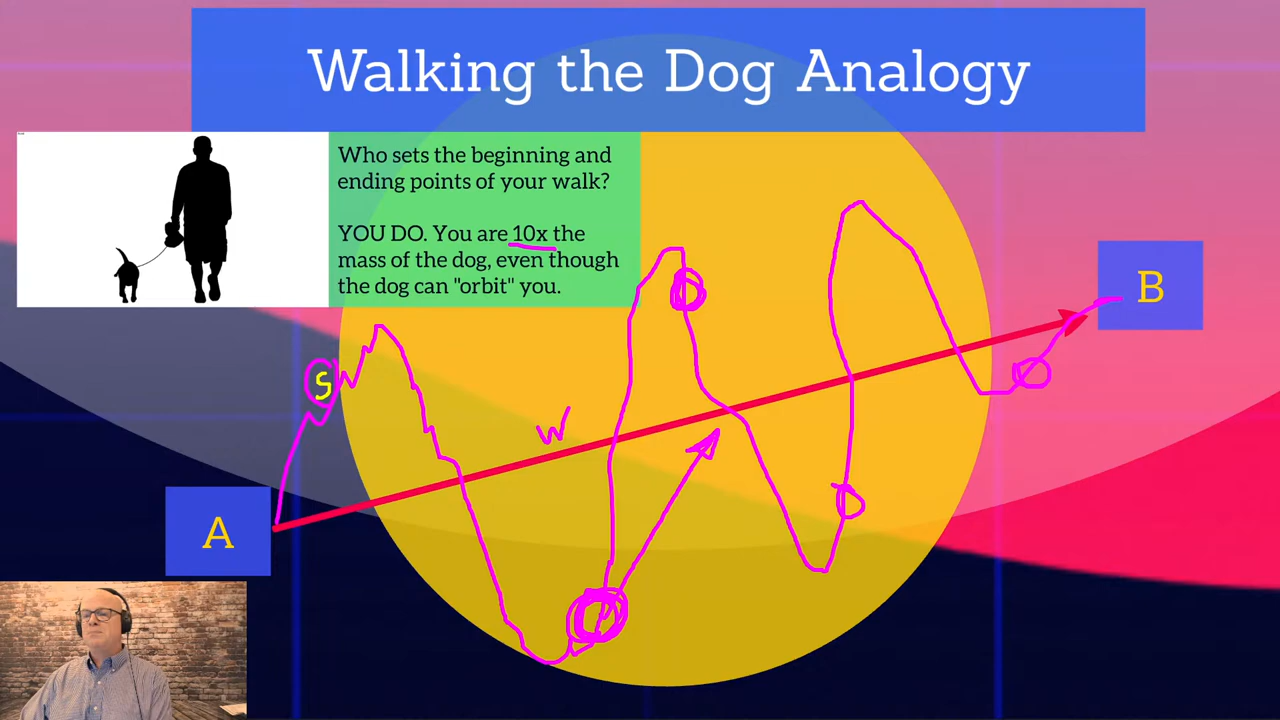 Walking the Dog Analogy
Who sets the beginning and
ending points of your walk?
YOU DO. You are 10x the
mass of the dog, even though
the dog can "orbit" you.
B
S
W
A